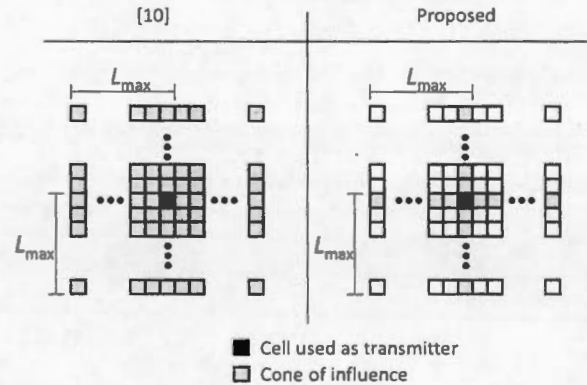 [10]
Proposed
Lmax
Lmax
Lmax
Lmax
Cell used as transmitter
Cone of influence